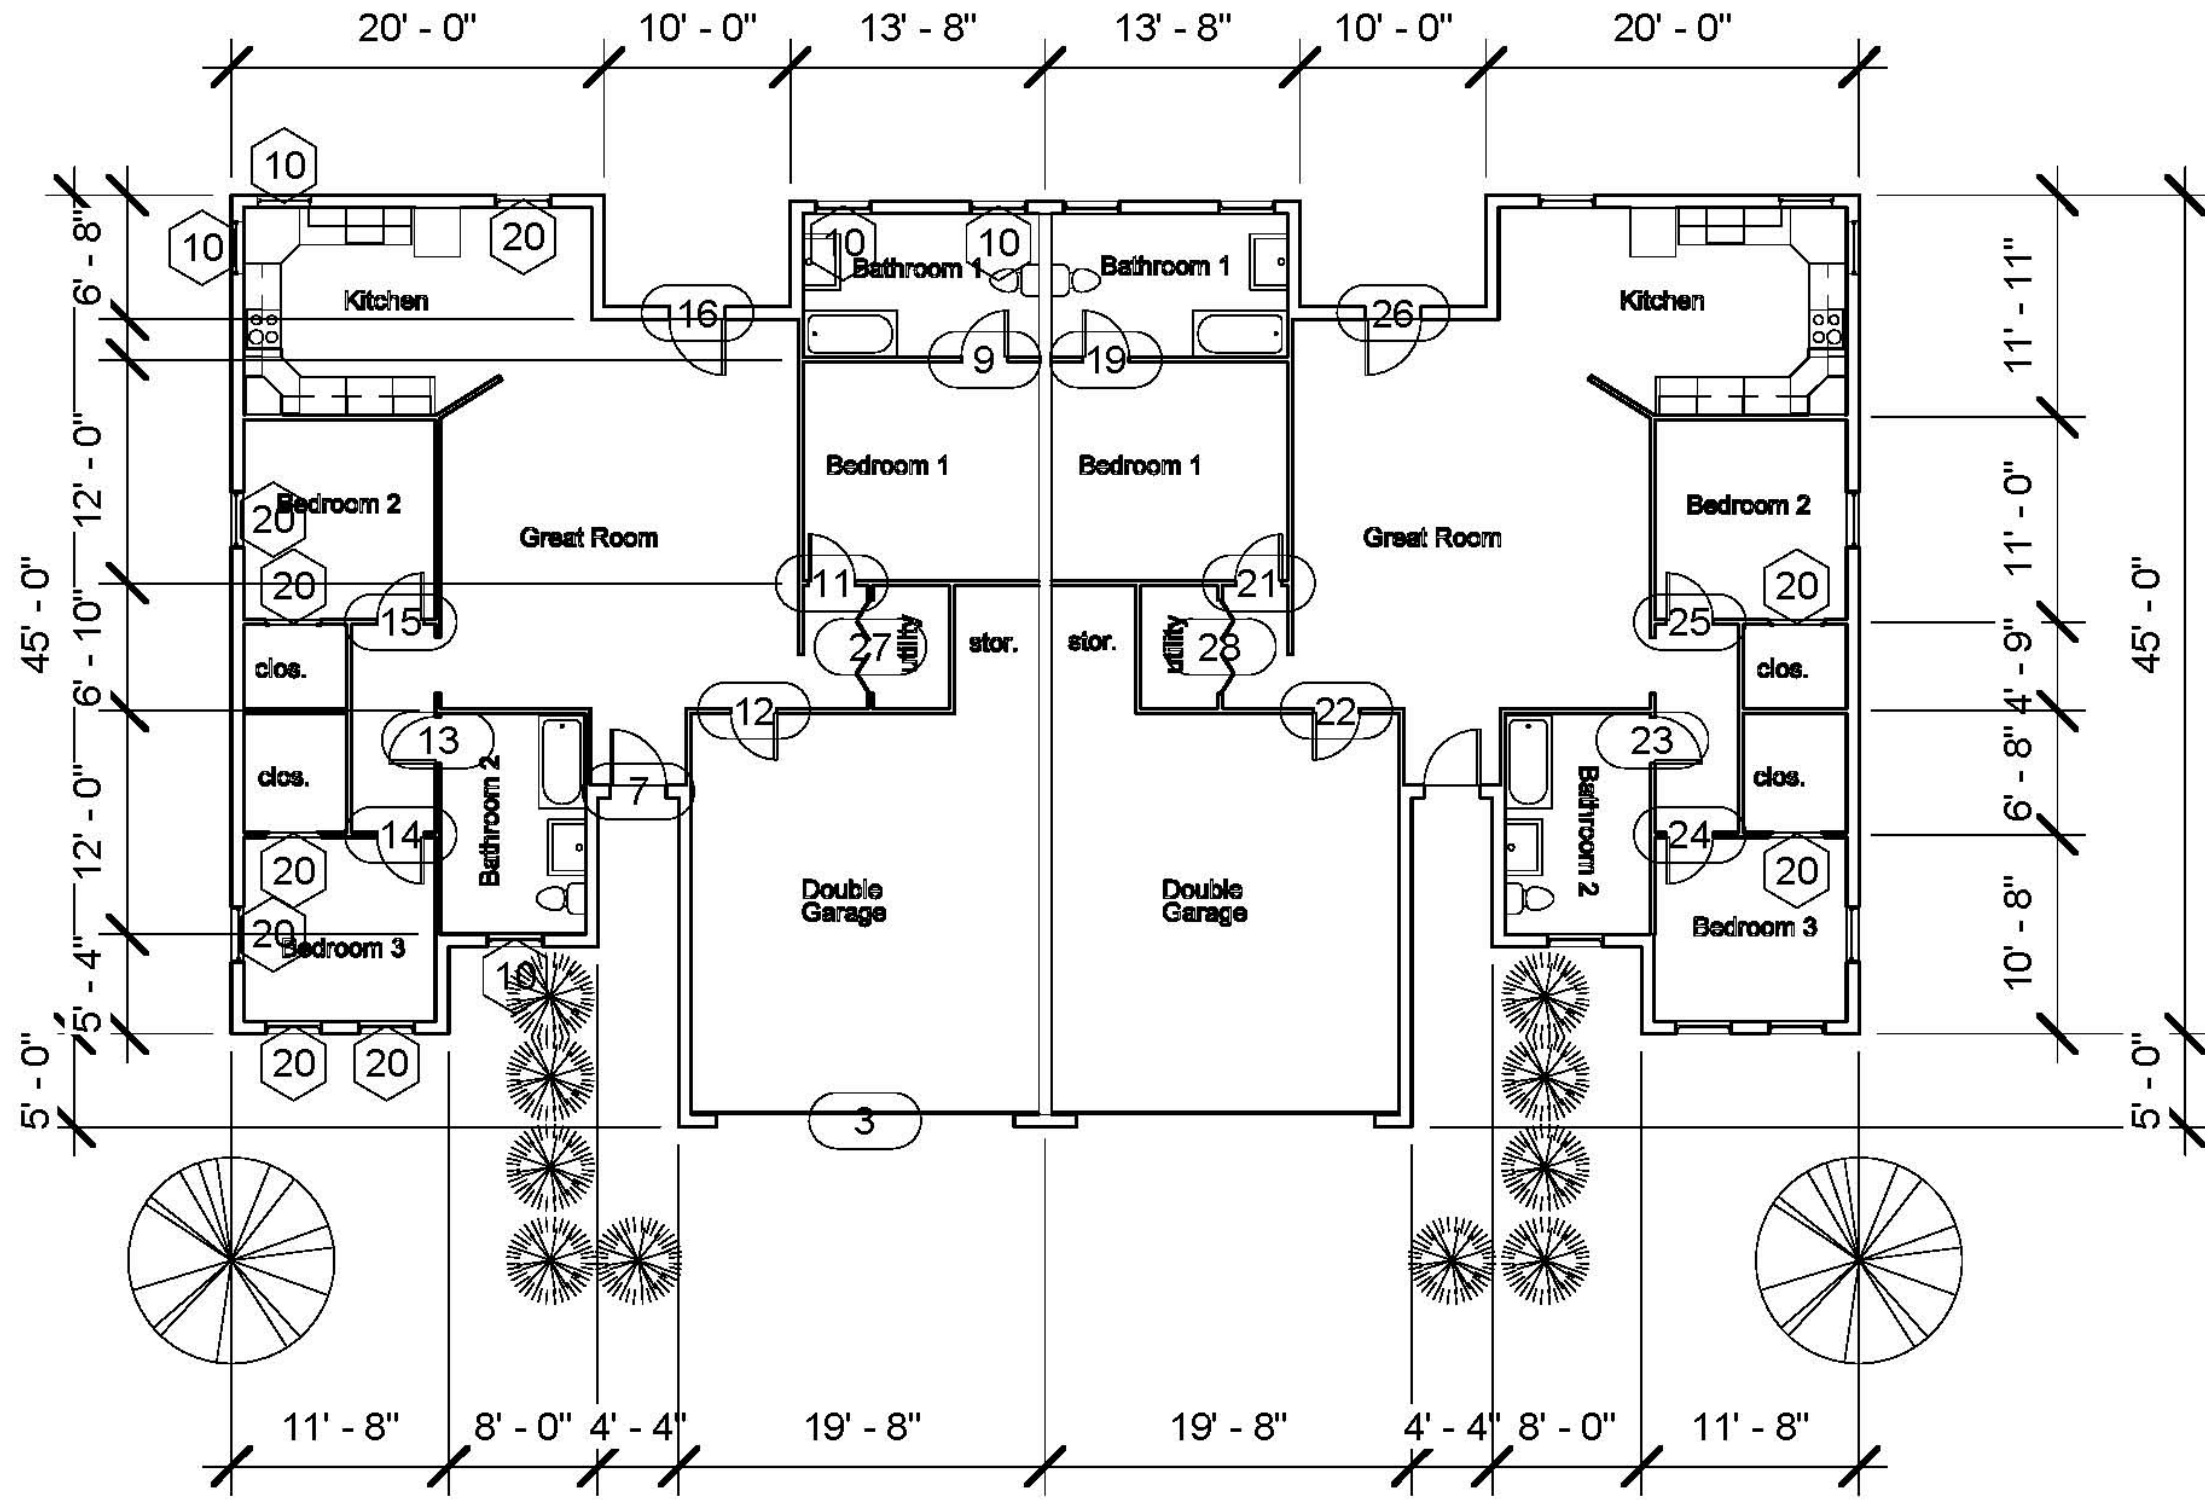 20' - 0" 10' - 0" 13' - 8" 13' - 8" 10' - 0" 20' - 0"
10
10 20 10 10
6' - 8" 11' - 11"
Kitchen Bathroom 1 Bathroom 1 Kitchen
16 26
9 19
12' - 0" 11' - 0"
Bedroom 1 Bedroom 1
20 Bedroom 2 Bedroom 2
Great Room Great Room
20 11 21 20
45' - 0" 45' - 0"
15 25
6' - 10" 4' - 9"
clos. 27 utility stor. stor. utility 28 clos.
12 22
13 23
clos. 7 clos.
12' - 0" 6' - 8"
Bathroom 2 Bathroom 2
14 24
20 20
Double Double
Garage Garage
20 Bedroom 3 Bedroom 3
5' - 4" 10' - 8"
10
20 20
5' - 0" 5' - 0"
3
11' - 8" 8' - 0" 4' - 4" 19' - 8" 19' - 8" 4' - 4" 8' - 0" 11' - 8"